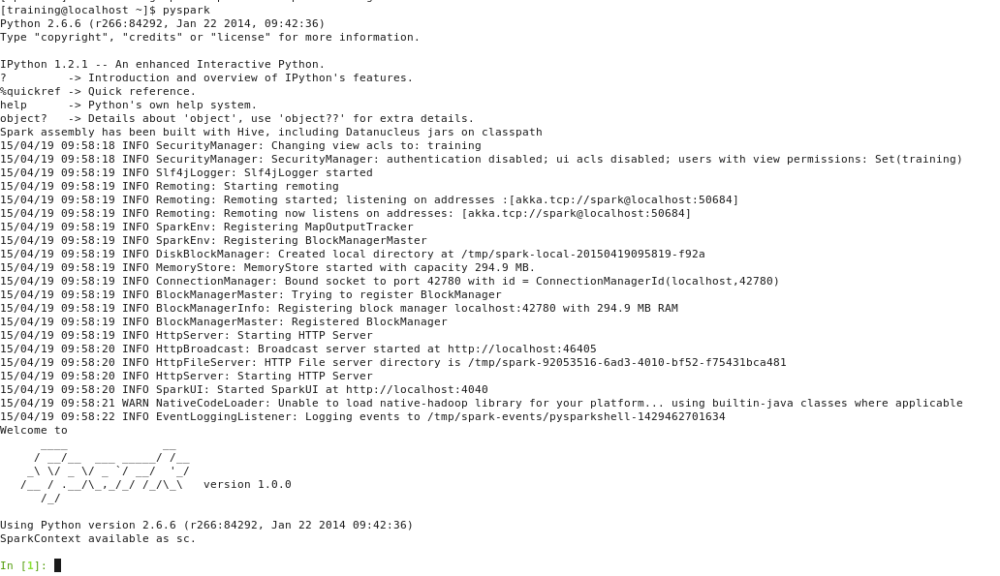 [training@localhost ~]$ pyspark
Python 2.6.6 (r266:84292, Jan 22 2014, 09:42:36)
Type "copyright", "credits" or "license" for more information.

IPython 1.2.1 -- An enhanced Interactive Python.
?         -> Introduction and overview of IPython's features.
%quickref -> Quick reference.
help      -> Python's own help system.
object?   -> Details about 'object', use 'object??' for extra details.
Spark assembly has been built with Hive, including Datanucleus jars on classpath
15/04/19 09:58:18 INFO SecurityManager: Changing view acls to: training
15/04/19 09:58:18 INFO SecurityManager: SecurityManager: authentication disabled; ui acls disabled; users with view permissions: Set(training)
15/04/19 09:58:19 INFO Slf4jLogger: Slf4jLogger started
15/04/19 09:58:19 INFO Remoting: Starting remoting
15/04/19 09:58:19 INFO Remoting: Remoting started; listening on addresses :[akka.tcp://spark@localhost:50684]
15/04/19 09:58:19 INFO Remoting: Remoting now listens on addresses: [akka.tcp://spark@localhost:50684]
15/04/19 09:58:19 INFO SparkEnv: Registering MapOutputTracker
15/04/19 09:58:19 INFO SparkEnv: Registering BlockManagerMaster
15/04/19 09:58:19 INFO DiskBlockManager: Created local directory at /tmp/spark-local-20150419095819-f92a
15/04/19 09:58:19 INFO MemoryStore: MemoryStore started with capacity 294.9 MB.
15/04/19 09:58:19 INFO ConnectionManager: Bound socket to port 42780 with id = ConnectionManagerId(localhost,42780)
15/04/19 09:58:19 INFO BlockManagerMaster: Trying to register BlockManager
15/04/19 09:58:19 INFO BlockManagerInfo: Registering block manager localhost:42780 with 294.9 MB RAM
15/04/19 09:58:19 INFO BlockManagerMaster: Registered BlockManager
15/04/19 09:58:19 INFO HttpServer: Starting HTTP Server
15/04/19 09:58:20 INFO HttpBroadcast: Broadcast server started at http://localhost:46405
15/04/19 09:58:20 INFO HttpFileServer: HTTP File server directory is /tmp/spark-92053516-6ad3-4010-bf52-f75431bca481
15/04/19 09:58:20 INFO HttpServer: Starting HTTP Server
15/04/19 09:58:20 INFO SparkUI: Started SparkUI at http://localhost:4040
15/04/19 09:58:21 WARN NativeCodeLoader: Unable to load native-hadoop library for your platform... using builtin-java classes where applicable
15/04/19 09:58:22 INFO EventLoggingListener: Logging events to /tmp/spark-events/pysparkshell-1429462701634
Welcome to
      ____              __
     / __/__  ___ _____/ /__
    _\ \/ _ \/ _ `/ __/  '_/
   /__ / .__/\_,_/_/ /_/\_\   version 1.0.0
      /_/

Using Python version 2.6.6 (r266:84292, Jan 22 2014 09:42:36)
SparkContext available as sc.

In [1]: